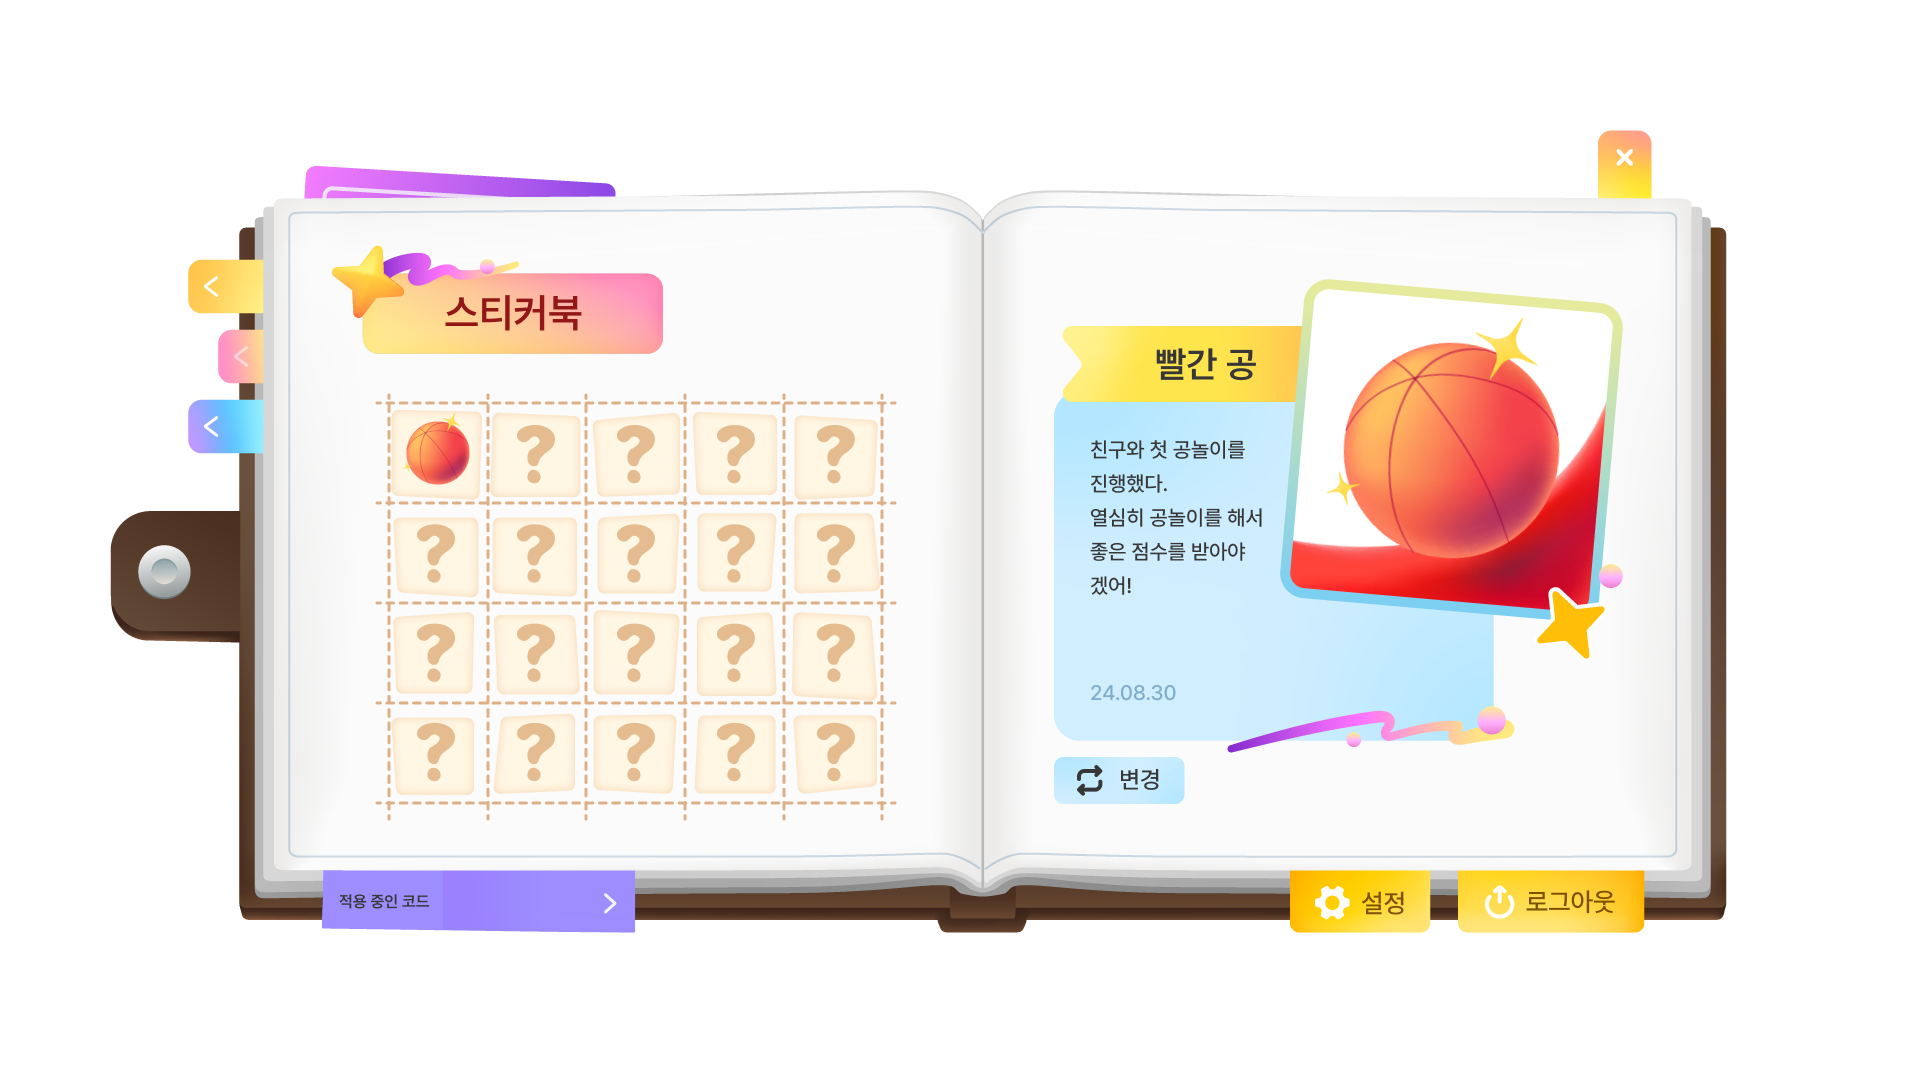 스티커북
빨간 공
친구와 첫 공놀이를
진행했다.
열심히 공놀이를 해서
좋은 점수를 받아야
겠어!
24.08.30
변경
적용 중인 코드
설정
로그아웃